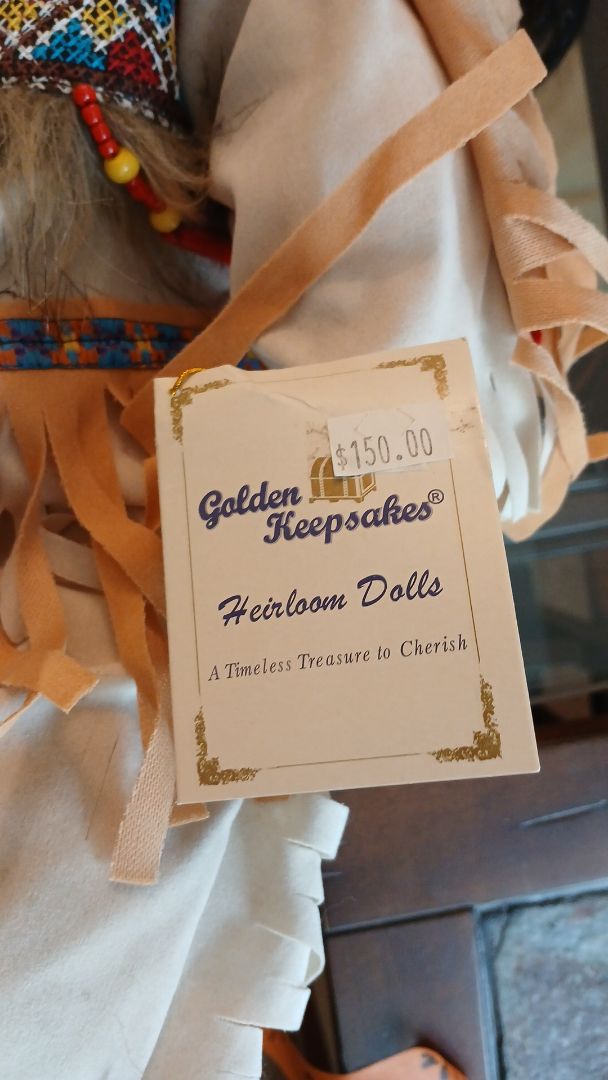 $150.00
Golden
Keepsakes®
Heirloom Dolls
A Timeless Treasure to Cherish